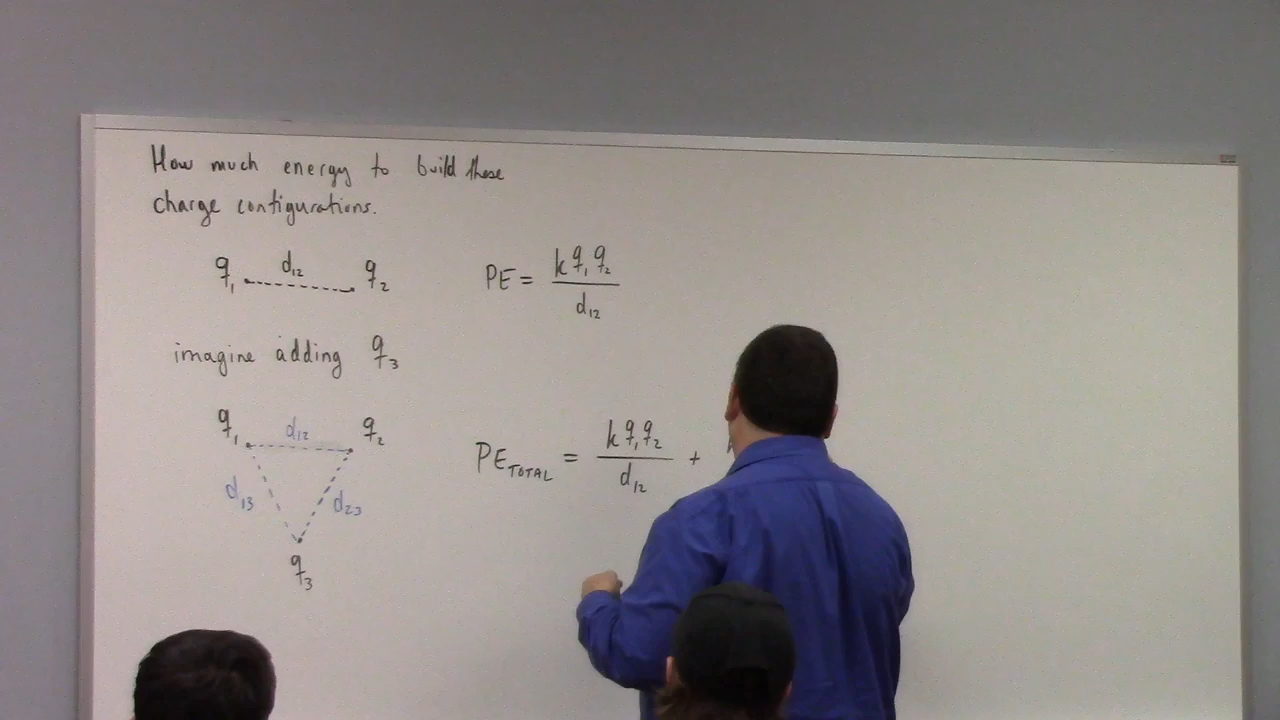 How much energy to build these
charge configurations.
q₁ d₁₂ q₂
PE = kq₁q₂ / d₁₂
imagine adding q₃
q₁ d₁₂ q₂
d₁₃ d₂₃
q₃
PE_TOTAL = kq₁q₂ / d₁₂ +